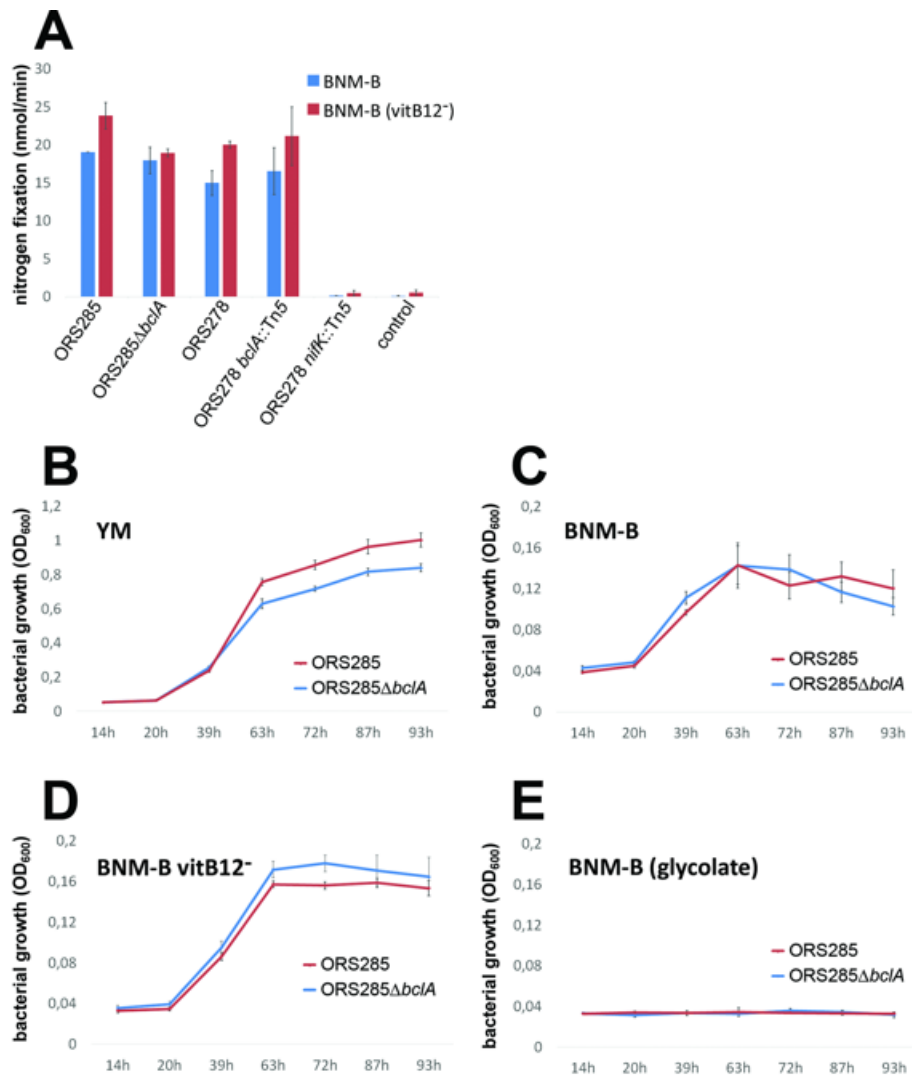 A
nitrogen fixation (nmol/min)
30
25
20
15
10
5
0
BNM-B
BNM-B (vitB12⁻)
ORS285
ORS285ΔbclA
ORS278
ORS278 bclA::Tn5
ORS278 nifK::Tn5
control
B
bacterial growth (OD₆₀₀)
YM
1,2
1
0,8
0,6
0,4
0,2
0
ORS285
ORS285ΔbclA
14h 20h 39h 63h 72h 87h 93h
C
bacterial growth (OD₆₀₀)
BNM-B
0,2
0,16
0,12
0,08
0,04
0
ORS285
ORS285ΔbclA
14h 20h 39h 63h 72h 87h 93h
D
bacterial growth (OD₆₀₀)
BNM-B vitB12⁻
0,2
0,16
0,12
0,08
0,04
0
ORS285
ORS285ΔbclA
14h 20h 39h 63h 72h 87h 93h
E
bacterial growth (OD₆₀₀)
BNM-B (glycolate)
0,2
0,16
0,12
0,08
0,04
0
ORS285
ORS285ΔbclA
14h 20h 39h 63h 72h 87h 93h